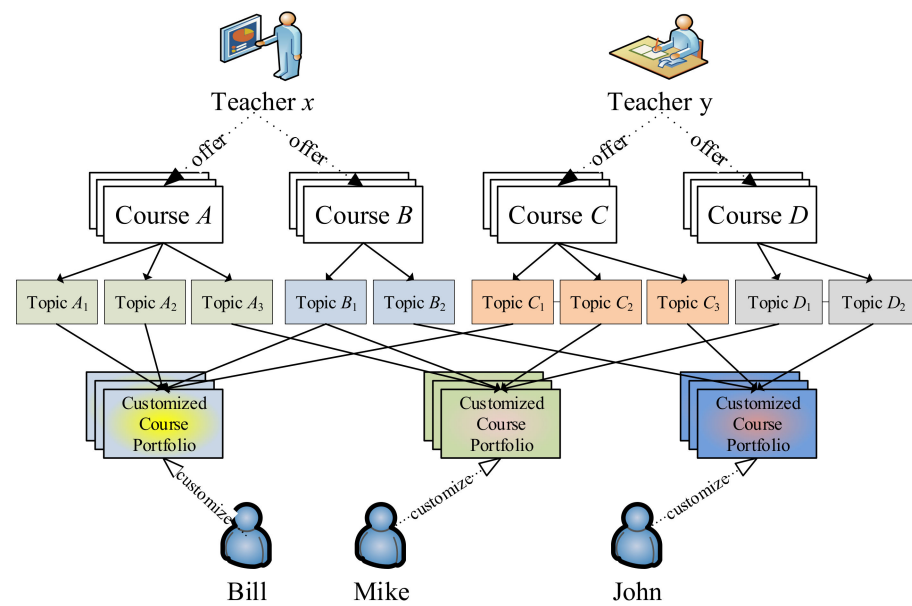 Teacher x
Teacher y
offer
offer
offer
offer
Course A
Course B
Course C
Course D
Topic A1
Topic A2
Topic A3
Topic B1
Topic B2
Topic C1
Topic C2
Topic C3
Topic D1
Topic D2
Customized
Course
Portfolio
Customized
Course
Portfolio
Customized
Course
Portfolio
customize
customize
customize
Bill
Mike
John